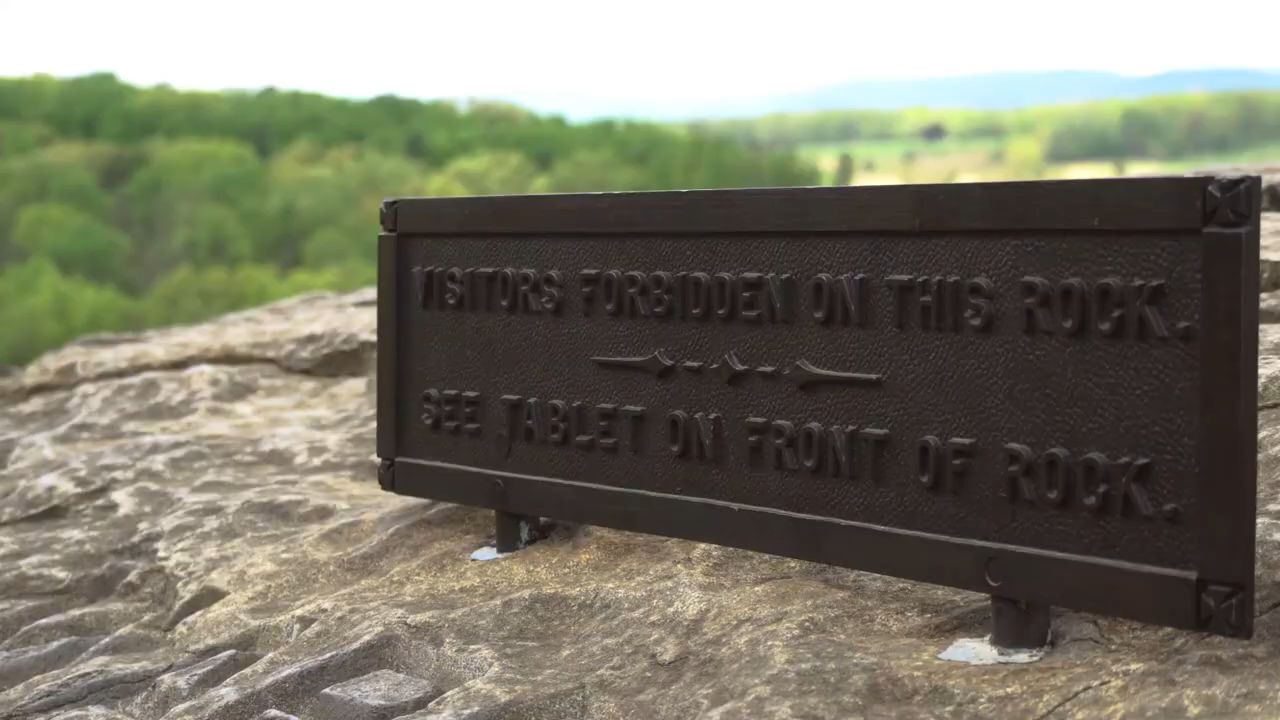 VISITORS FORBIDDEN ON THIS ROCK.
SEE TABLET ON FRONT OF ROCK.